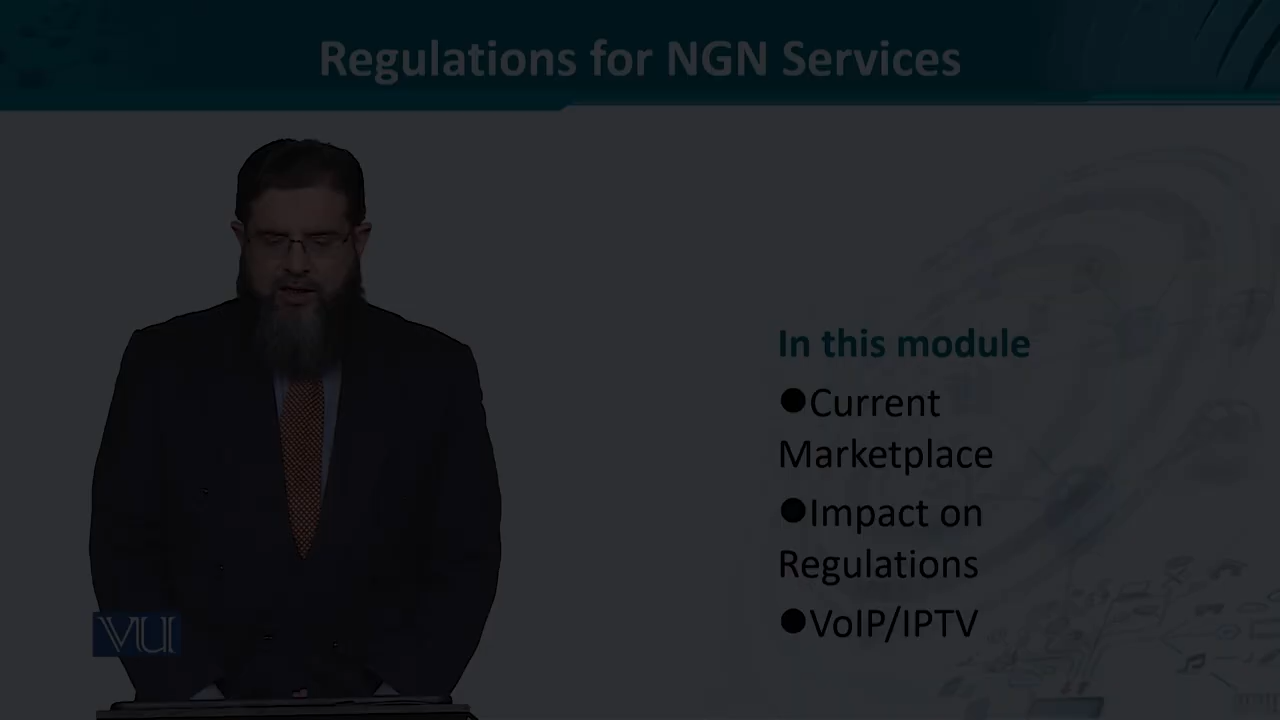 Regulations for NGN Services
In this module
●Current
Marketplace
●Impact on
Regulations
●VoIP/IPTV
VU